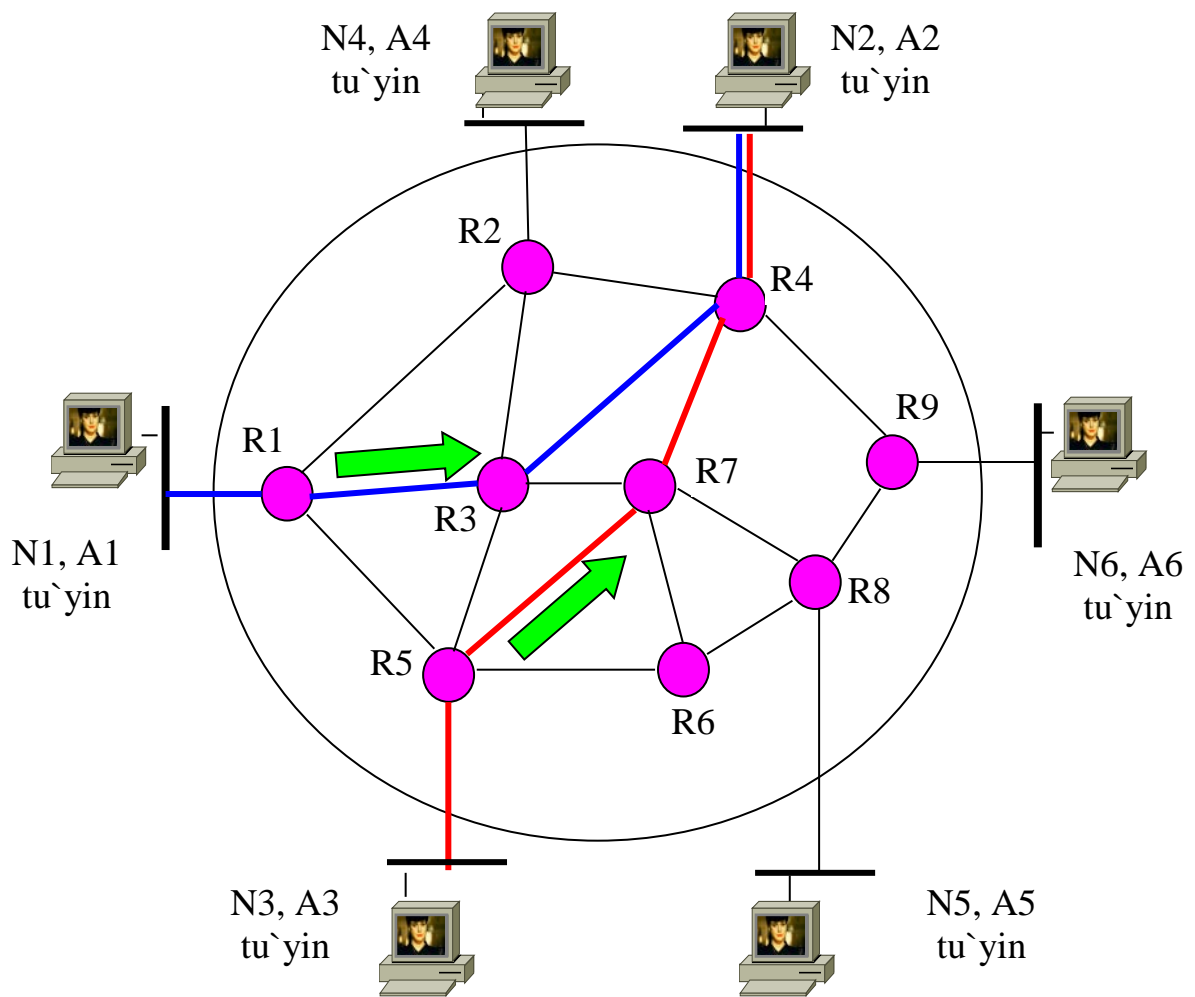 N4, A4
tu`yin
N2, A2
tu`yin
R2
R4
R9
R1
R7
R3
N1, A1
tu`yin
N6, A6
tu`yin
R8
R5
R6
N3, A3
tu`yin
N5, A5
tu`yin